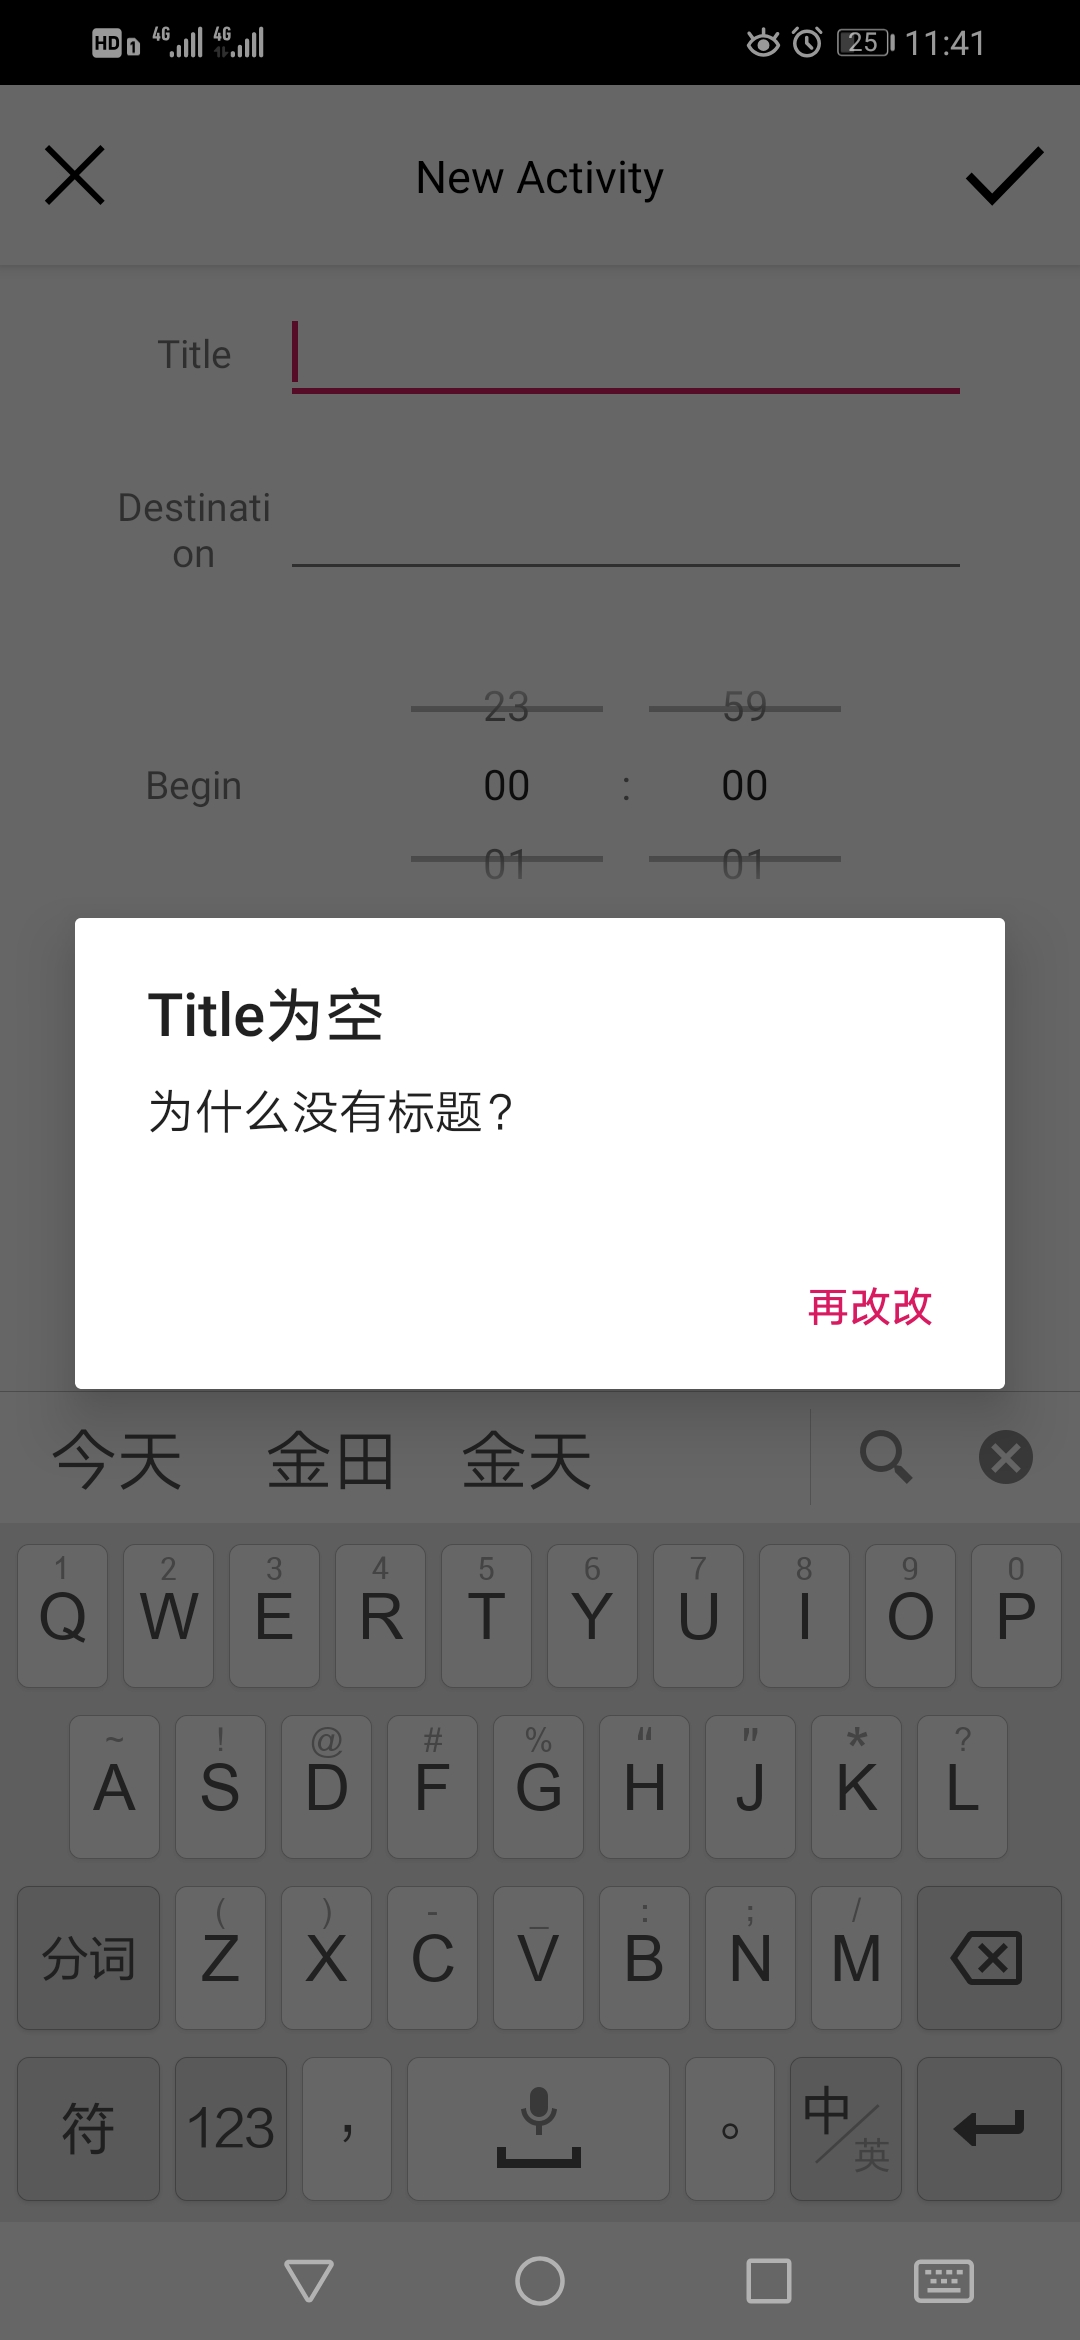 HD 1 4G 4G 25 11:41
New Activity
Title
Destinati
on
23 59
Begin 00 : 00
01 01
Title为空
为什么没有标题?
再改改
今天 金田 金天
1 2 3 4 5 6 7 8 9 0
Q W E R T Y U I O P
~ ! @ # % “ " * ?
A S D F G H J K L
( ) - _ : ; /
分词 Z X C V B N M
符 123 , 。 中/英